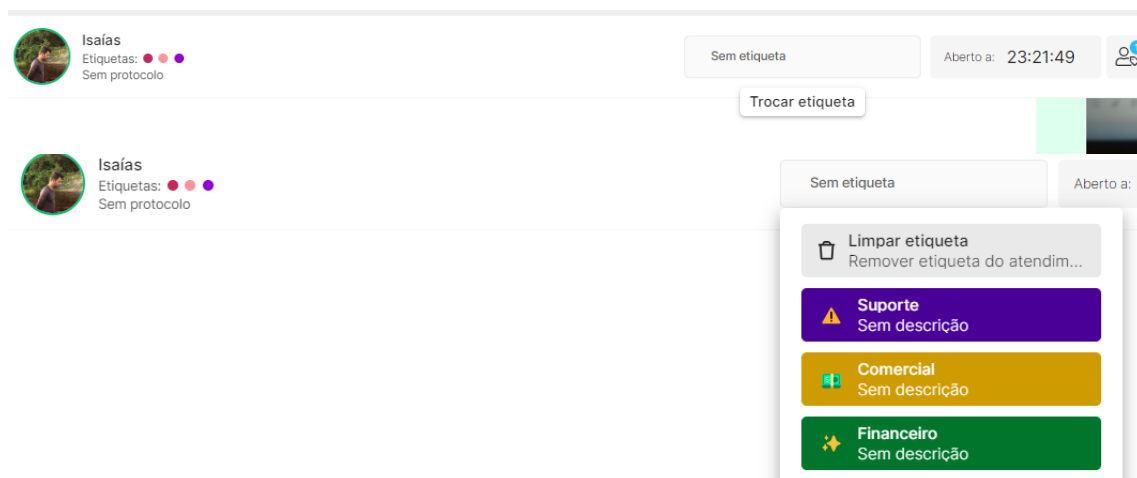 Isaías
Etiquetas:
Sem protocolo
Sem etiqueta
Aberto a: 23:21:49
Trocar etiqueta
Isaías
Etiquetas:
Sem protocolo
Sem etiqueta
Aberto a:
Limpar etiqueta
Remover etiqueta do atendim...
Suporte
Sem descrição
Comercial
Sem descrição
Financeiro
Sem descrição